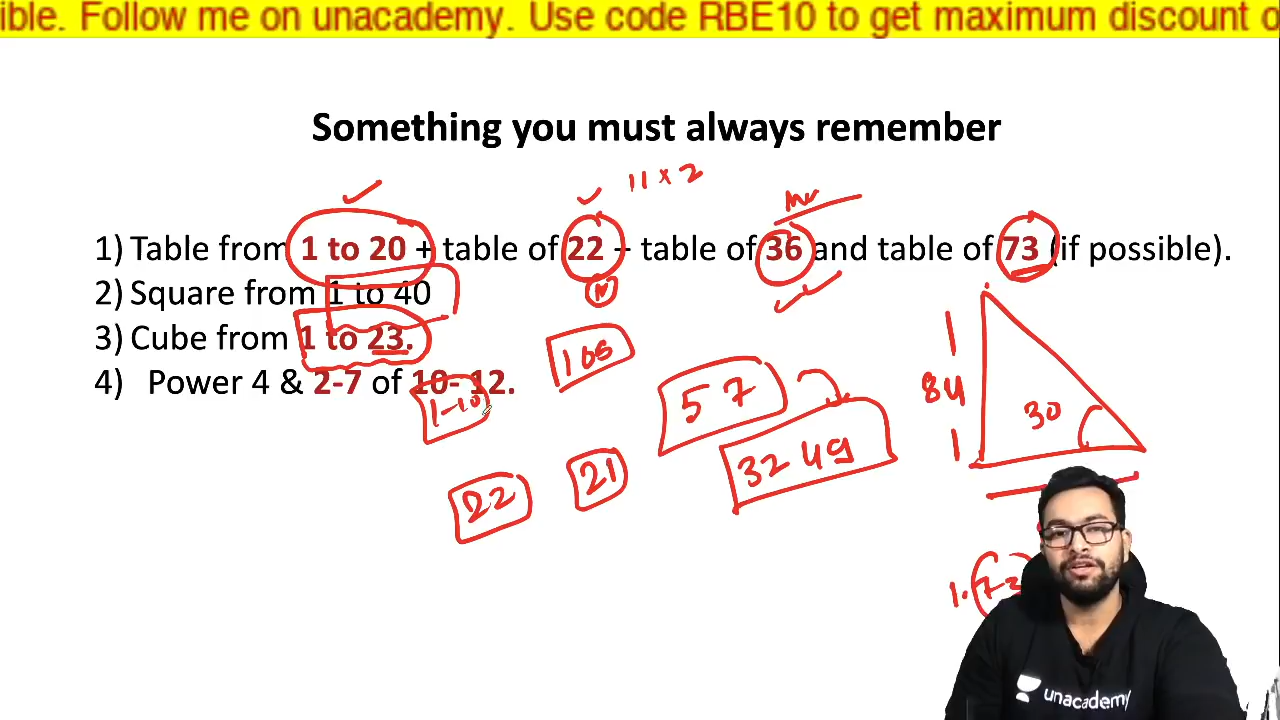 ible. Follow me on unacademy. Use code RBE10 to get maximum discount o
Something you must always remember
11 x 2
1) Table from 1 to 20 + table of 22 – table of 36 and table of 73 (if possible).
2) Square from 1 to 40
3) Cube from 1 to 23.
4) Power 4 & 2-7 of 10- 12.
1-10
57
3249
22
21
1
84
1
30
unacademy